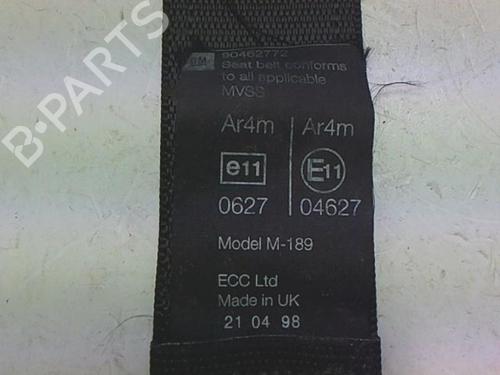 B-PARTS
GM 90462772
Seat belt conforms
to all applicable
MVSS
Ar4m Ar4m
e11 E11
0627 04627
Model M-189
ECC Ltd
Made in UK
21 04 98